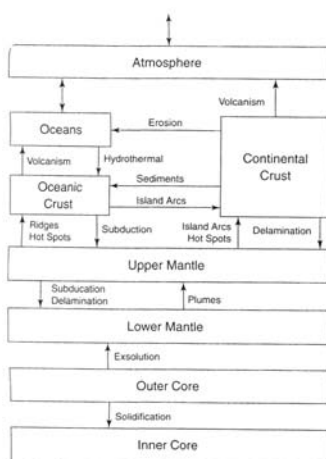 Atmosphere
Volcanism
Oceans
Erosion
Continental
Crust
Volcanism
Hydrothermal
Sediments
Oceanic
Crust
Island Arcs
Ridges
Hot Spots
Subduction
Island Arcs
Hot Spots
Delamination
Upper Mantle
Subducation
Delamination
Plumes
Lower Mantle
Exsolution
Outer Core
Solidification
Inner Core